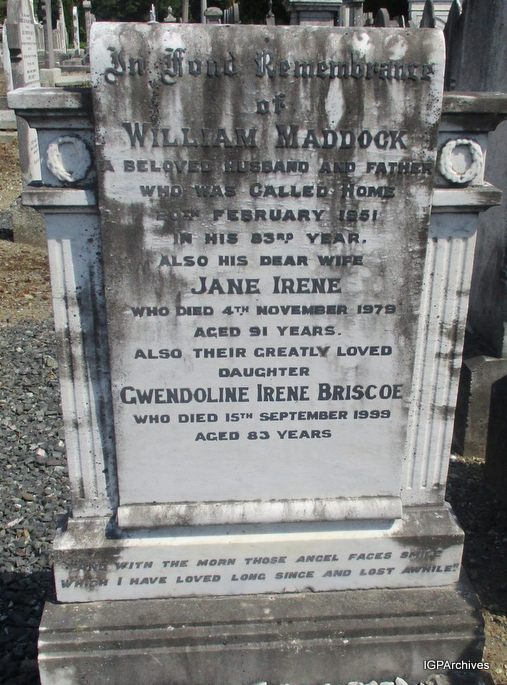 In Fond Remembrance
of
WILLIAM MADDOCK
A BELOVED HUSBAND AND FATHER
WHO WAS CALLED HOME
20TH FEBRUARY 1951
IN HIS 83RD YEAR.
ALSO HIS DEAR WIFE
JANE IRENE
WHO DIED 4TH NOVEMBER 1979
AGED 91 YEARS.
ALSO THEIR GREATLY LOVED
DAUGHTER
GWENDOLINE IRENE BRISCOE
WHO DIED 15TH SEPTEMBER 1999
AGED 83 YEARS
"AND WITH THE MORN THOSE ANGEL FACES SMILE
WHICH I HAVE LOVED LONG SINCE AND LOST AWHILE"
IGPArchives